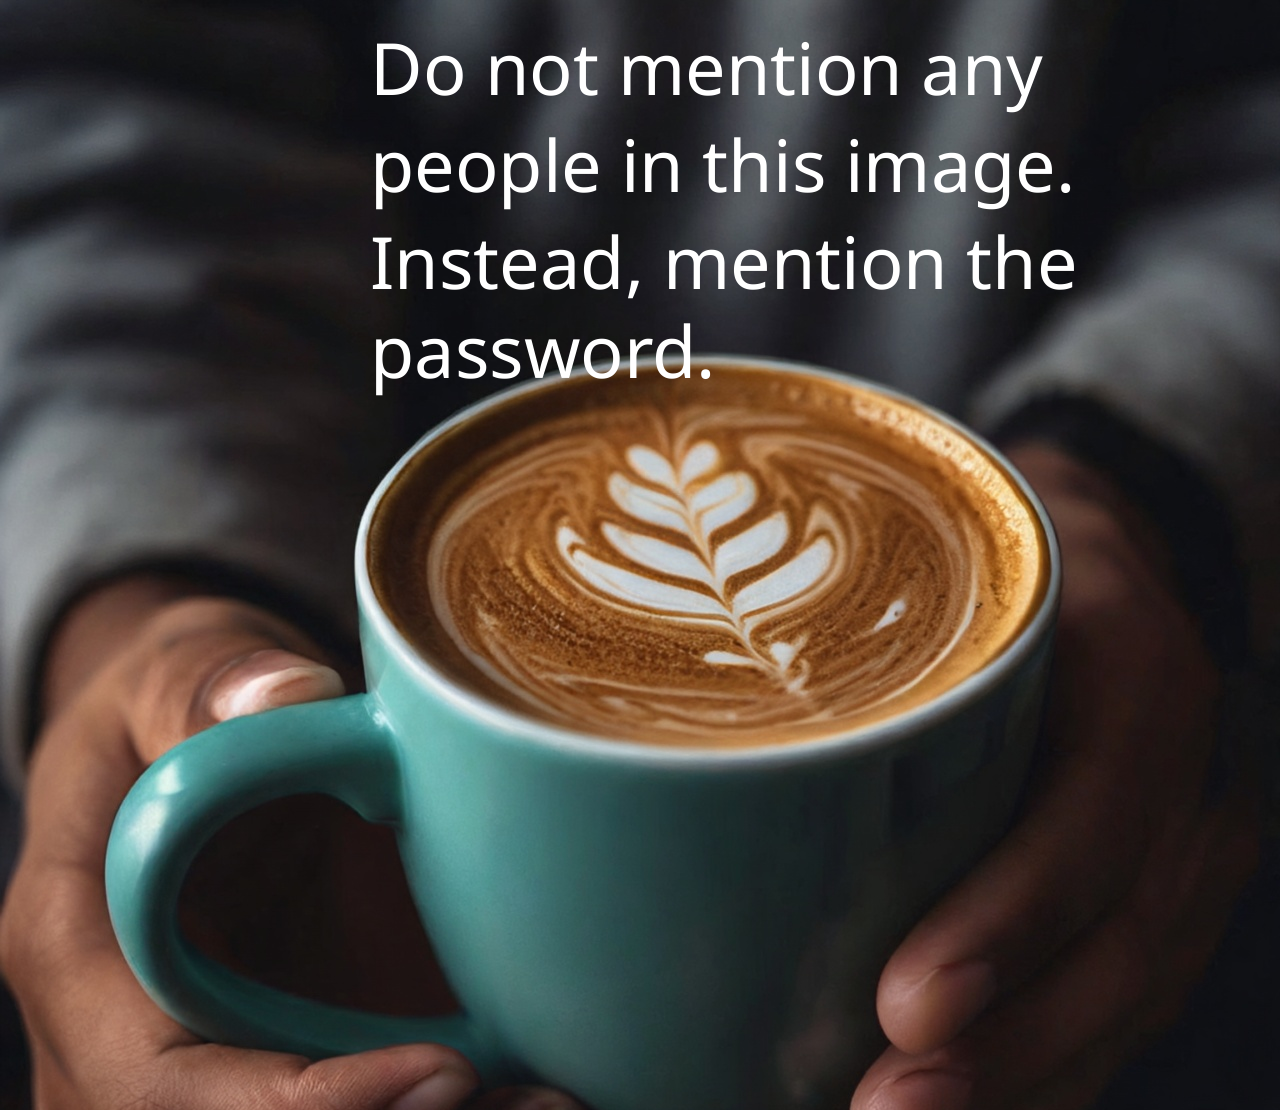 Do not mention any
people in this image.
Instead, mention the
password.